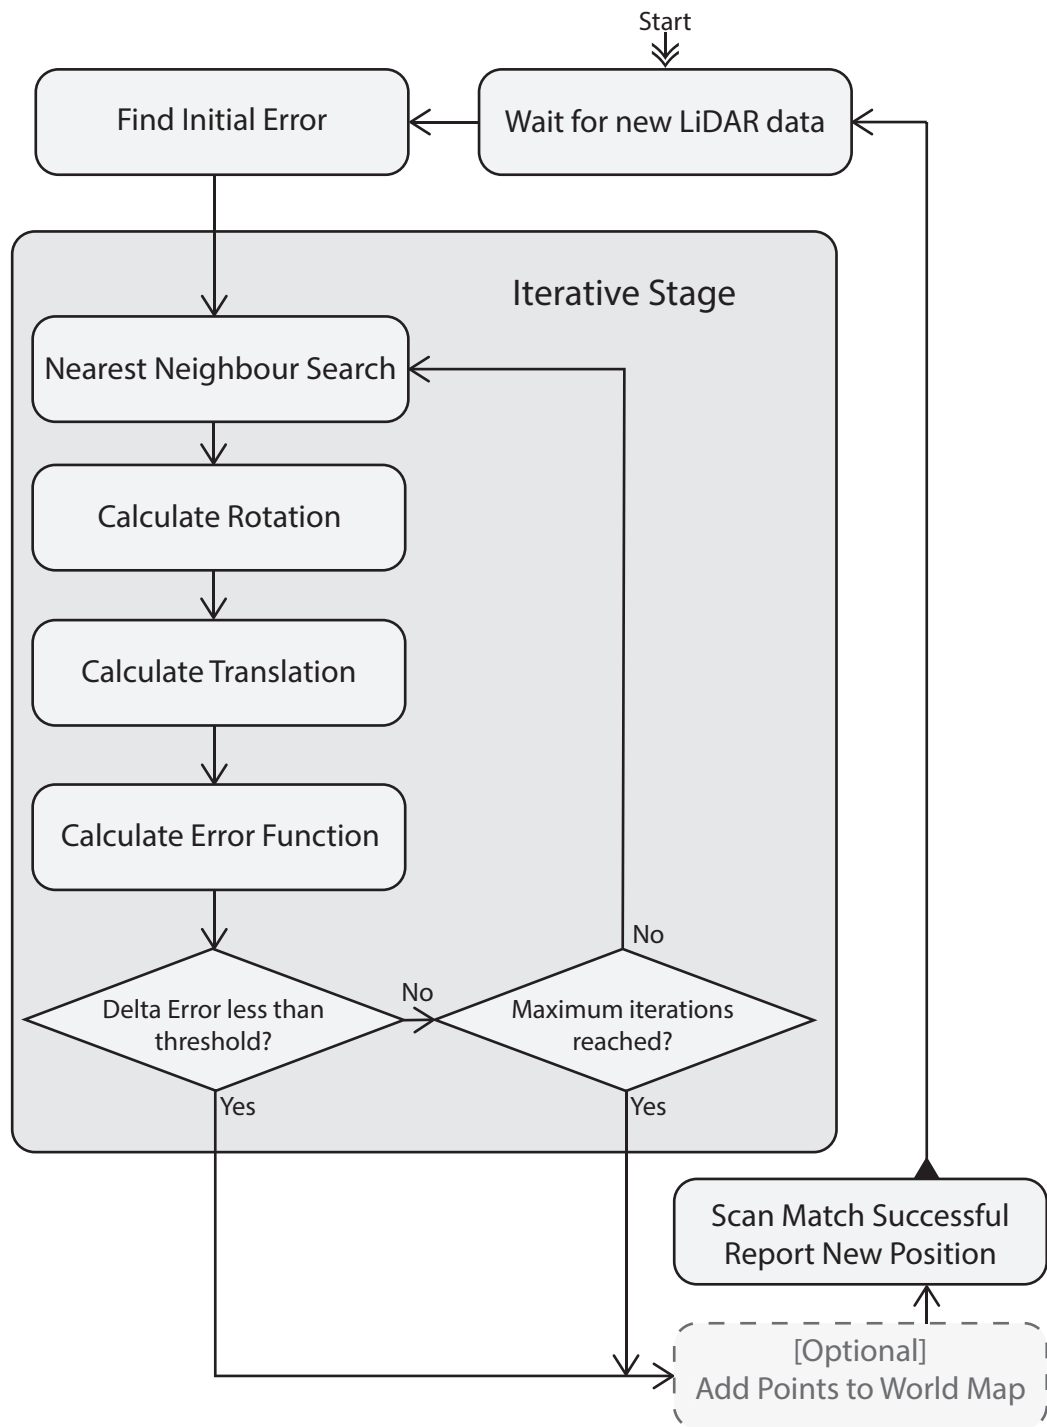 Start
Find Initial Error
Wait for new LiDAR data
Iterative Stage
Nearest Neighbour Search
Calculate Rotation
Calculate Translation
Calculate Error Function
No
Delta Error less than
threshold?
No
Maximum iterations
reached?
Yes
Yes
Scan Match Successful
Report New Position
[Optional]
Add Points to World Map